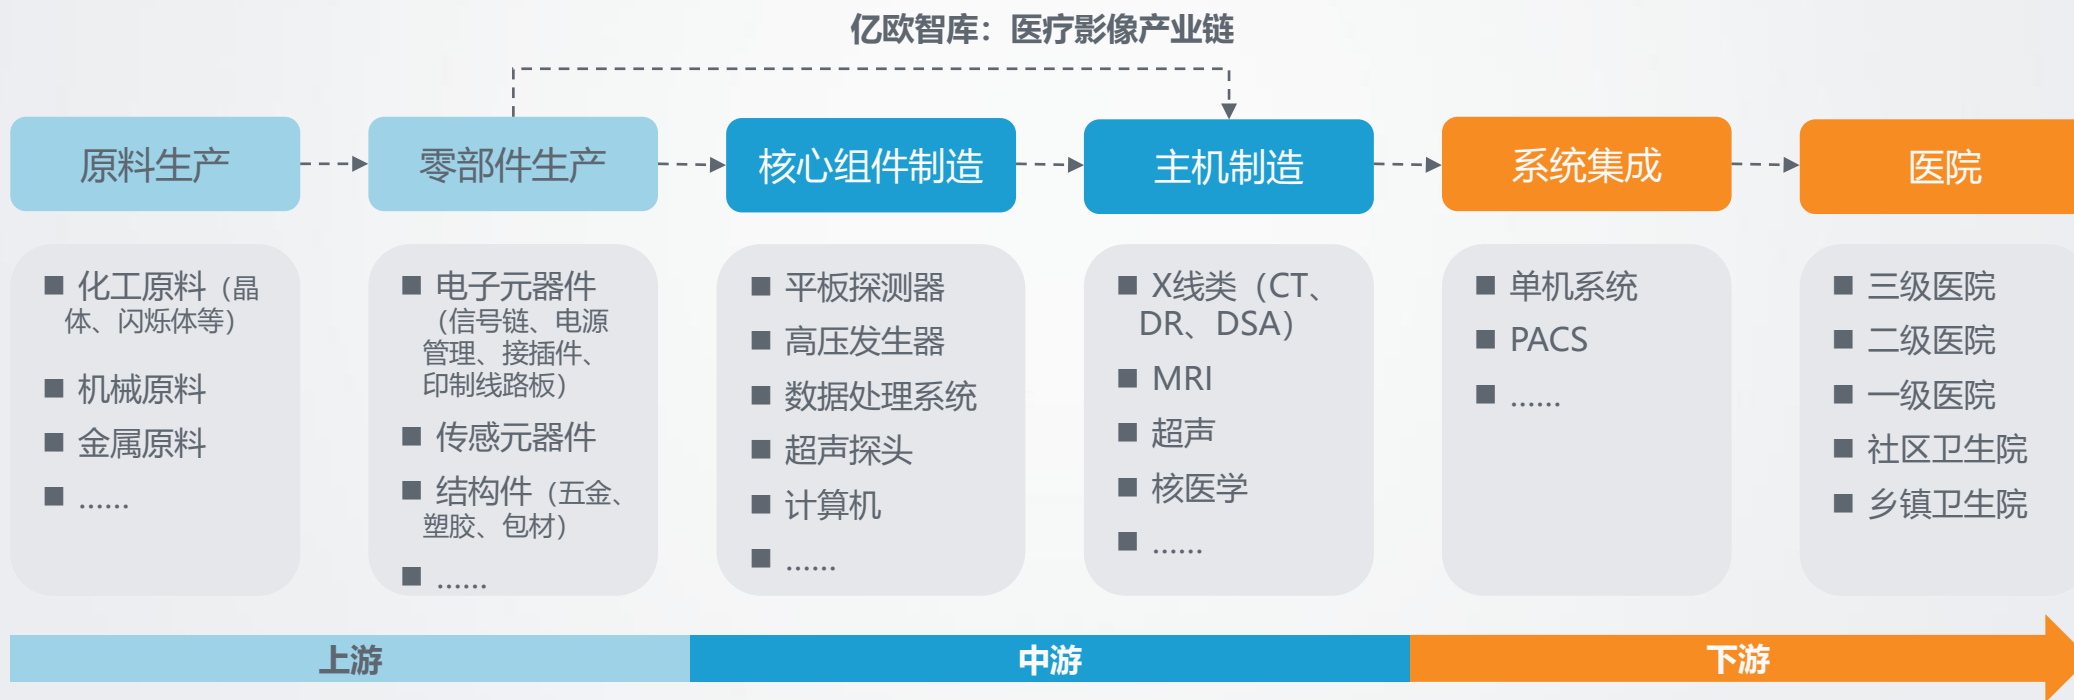 亿欧智库：医疗影像产业链
原料生产
零部件生产
核心组件制造
主机制造
系统集成
医院
■ 化工原料（晶
体、闪烁体等）
■ 机械原料
■ 金属原料
■ ......
■ 电子元器件
（信号链、电源
管理、接插件、
印制线路板）
■ 传感元器件
■ 结构件（五金、
塑胶、包材）
■ ......
■ 平板探测器
■ 高压发生器
■ 数据处理系统
■ 超声探头
■ 计算机
■ ......
■ X线类（CT、
DR、DSA）
■ MRI
■ 超声
■ 核医学
■ ......
■ 单机系统
■ PACS
■ ......
■ 三级医院
■ 二级医院
■ 一级医院
■ 社区卫生院
■ 乡镇卫生院
上游
中游
下游